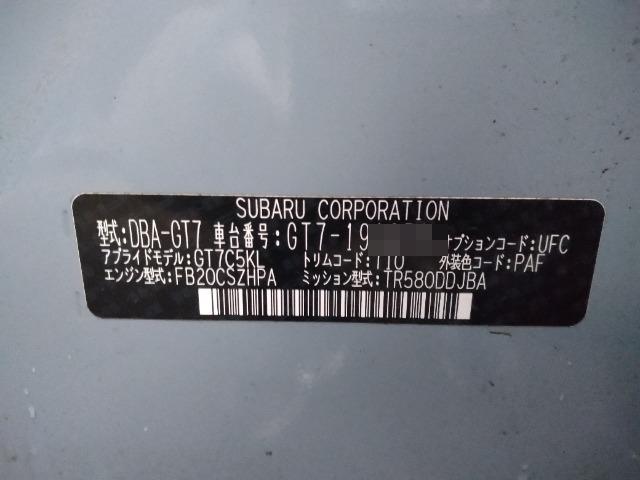 SUBARU CORPORATION
型式:DBA-GT7 車台番号:GT7-19 オプションコード:UFC
アプライドモデル:GT7C5KL トリムコード:110 外装色コード:PAF
エンジン型式:FB20CSZHPA ミッション型式:TR580DDJBA